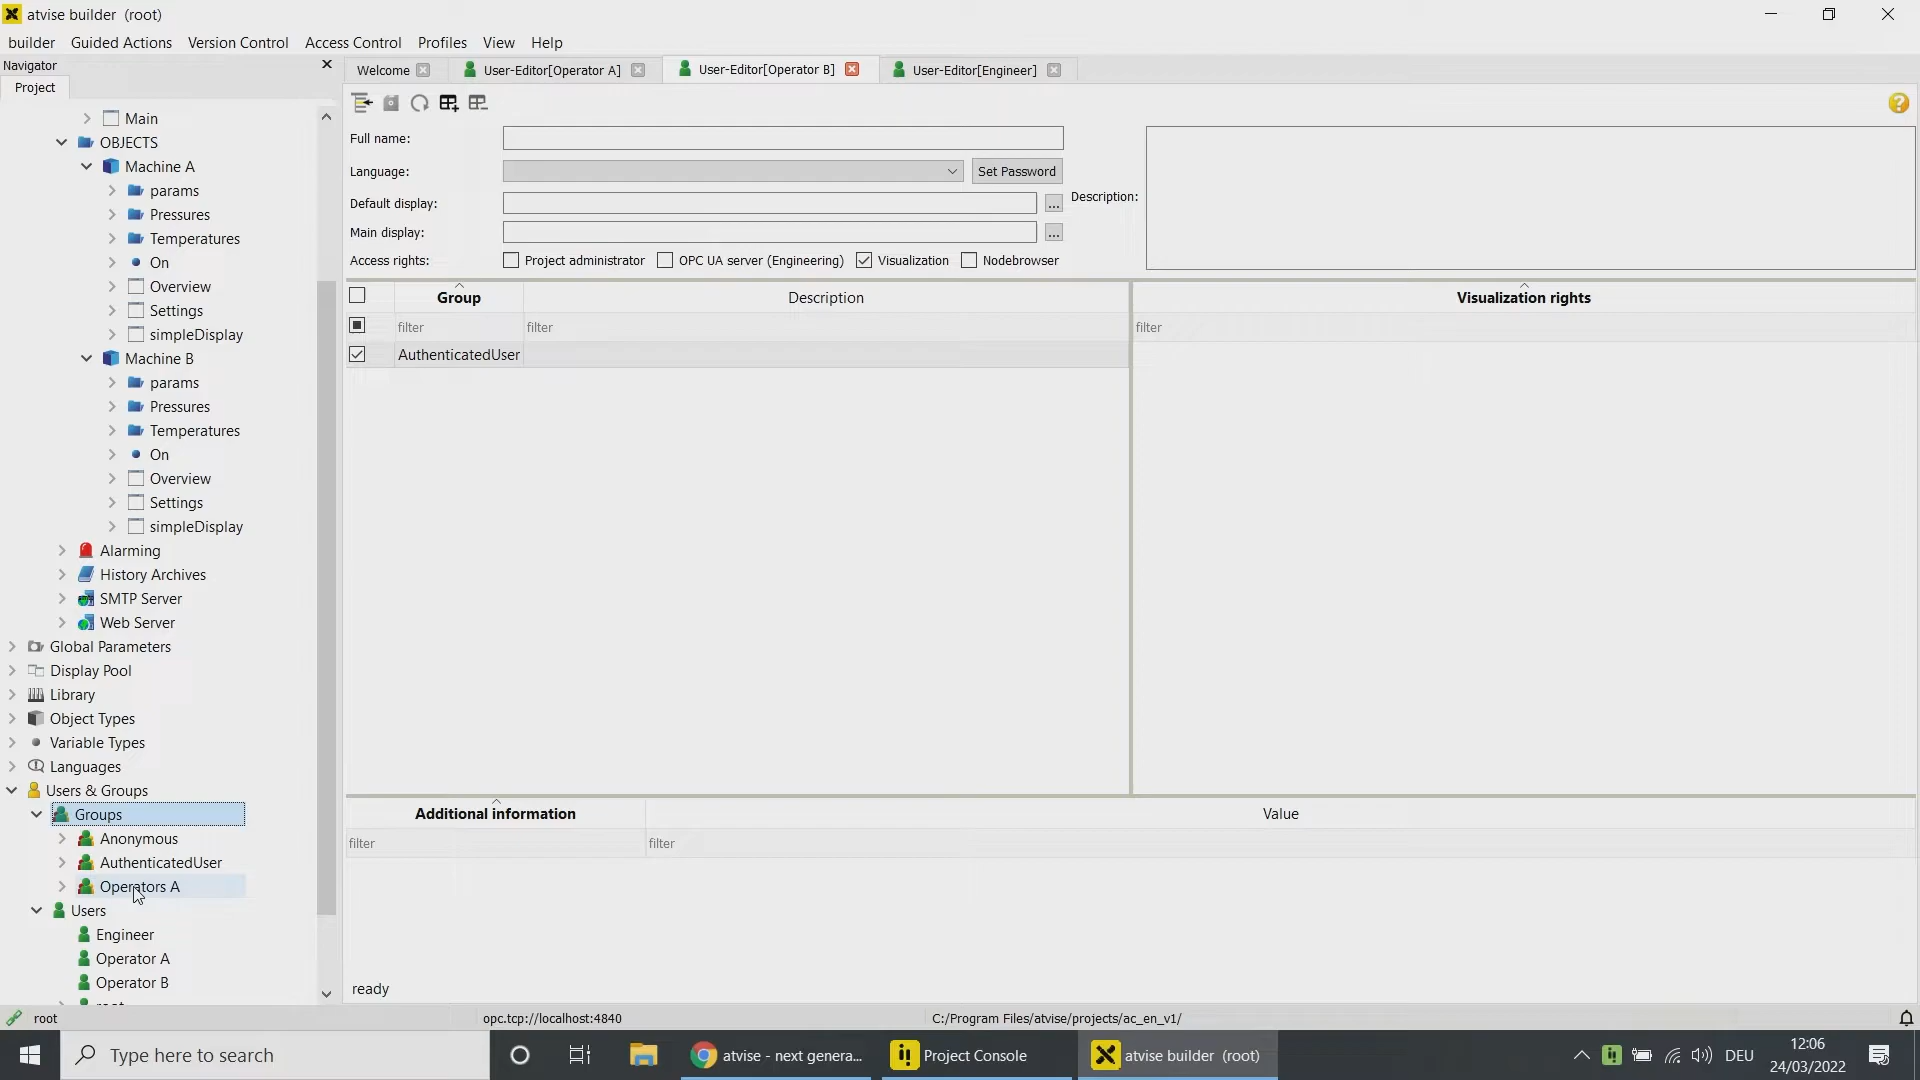 atvise builder (root)
builder Guided Actions Version Control Access Control Profiles View Help
Navigator
Project
Main
OBJECTS
Machine A
params
Pressures
Temperatures
On
Overview
Settings
simpleDisplay
Machine B
params
Pressures
Temperatures
On
Overview
Settings
simpleDisplay
Alarming
History Archives
SMTP Server
Web Server
Global Parameters
Display Pool
Library
Object Types
Variable Types
Languages
Users & Groups
Groups
Anonymous
AuthenticatedUser
Operators A
Users
Engineer
Operator A
Operator B
Welcome User-Editor[Operator A] User-Editor[Operator B] User-Editor[Engineer]
Full name:
Language: Set Password
Default display: ...
Main display: ...
Description:
Access rights: Project administrator OPC UA server (Engineering) Visualization Nodebrowser
Group Description Visualization rights
filter filter filter
AuthenticatedUser
Additional information Value
filter filter
ready
root opc.tcp://localhost:4840 C:/Program Files/atvise/projects/ac_en_v1/
Type here to search atvise - next genera... Project Console atvise builder (root) DEU 12:06
24/03/2022